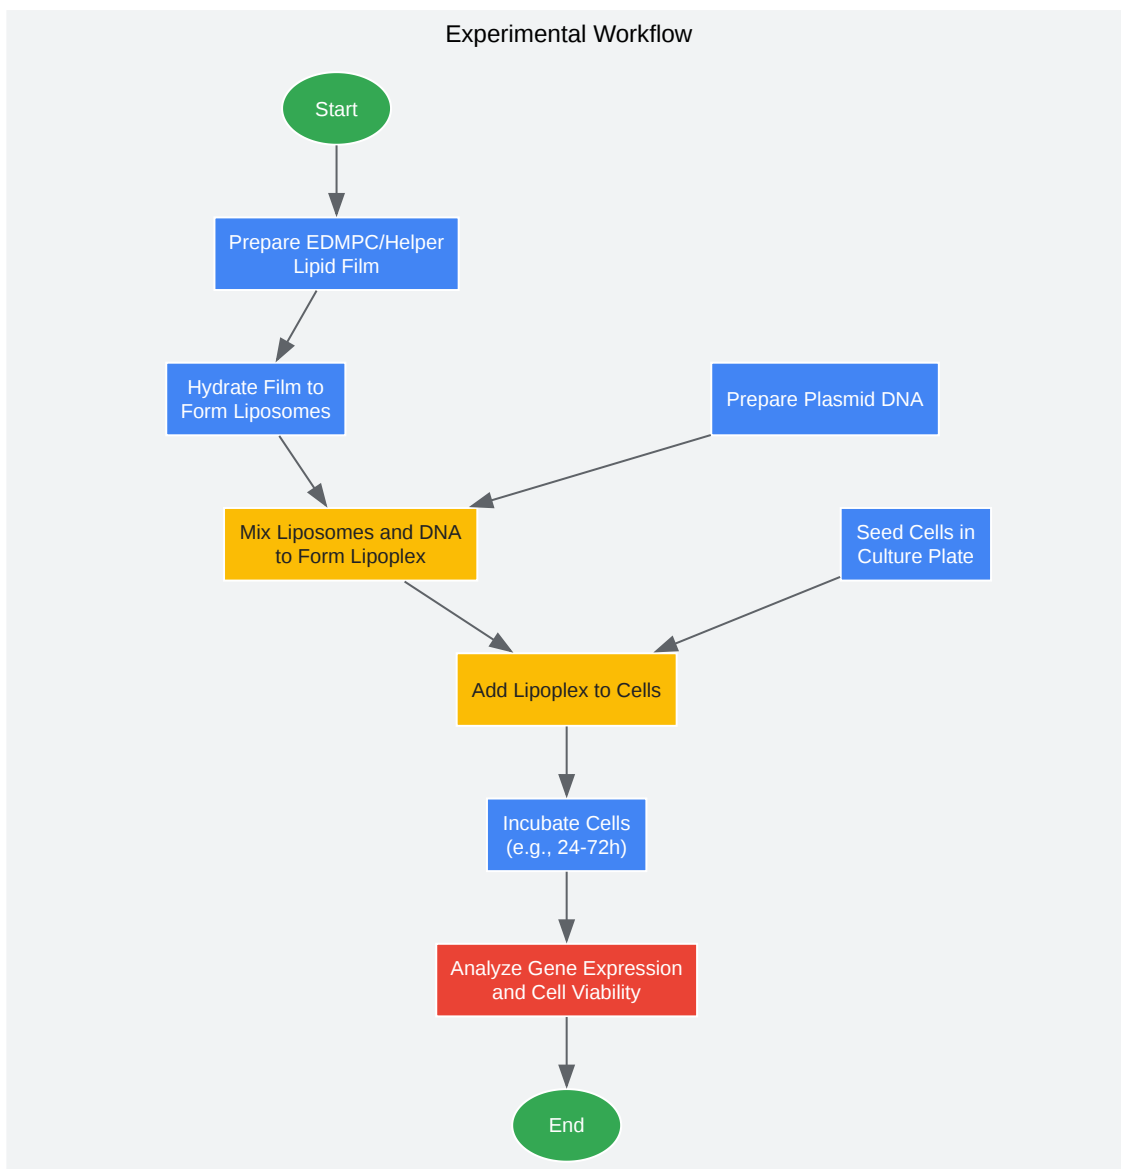 Experimental Workflow
Start
Prepare EDMPC/Helper
Lipid Film
Hydrate Film to
Form Liposomes
Prepare Plasmid DNA
Mix Liposomes and DNA
to Form Lipoplex
Seed Cells in
Culture Plate
Add Lipoplex to Cells
Incubate Cells
(e.g., 24-72h)
Analyze Gene Expression
and Cell Viability
End